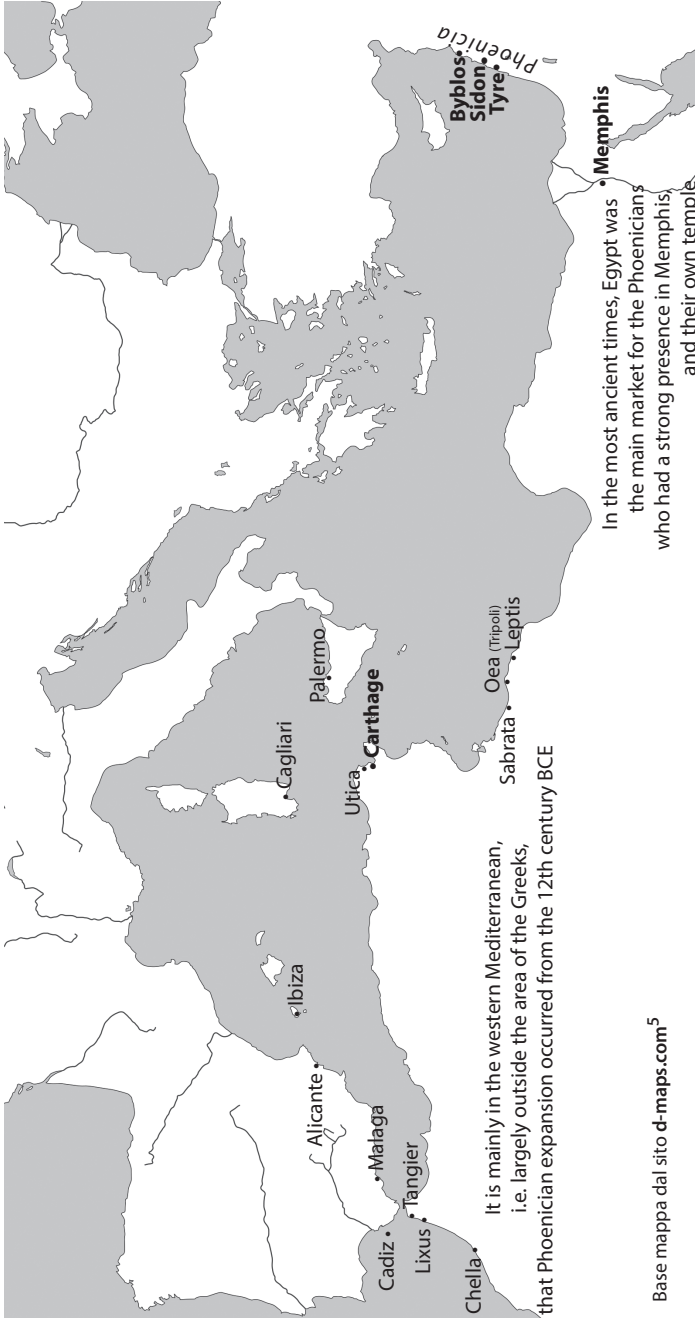 Phoenicia
Byblos
Sidon
Tyre
Memphis
In the most ancient times, Egypt was
the main market for the Phoenicians
who had a strong presence in Memphis,
and their own temple
Palermo
Cagliari
Utica
Carthage
Oea (Tripoli)
Leptis
Sabrata
Ibiza
Alicante
Malaga
Cadiz
Tangier
Lixus
Chella
It is mainly in the western Mediterranean,
i.e. largely outside the area of the Greeks,
that Phoenician expansion occurred from the 12th century BCE
Base mappa dal sito d-maps.com5